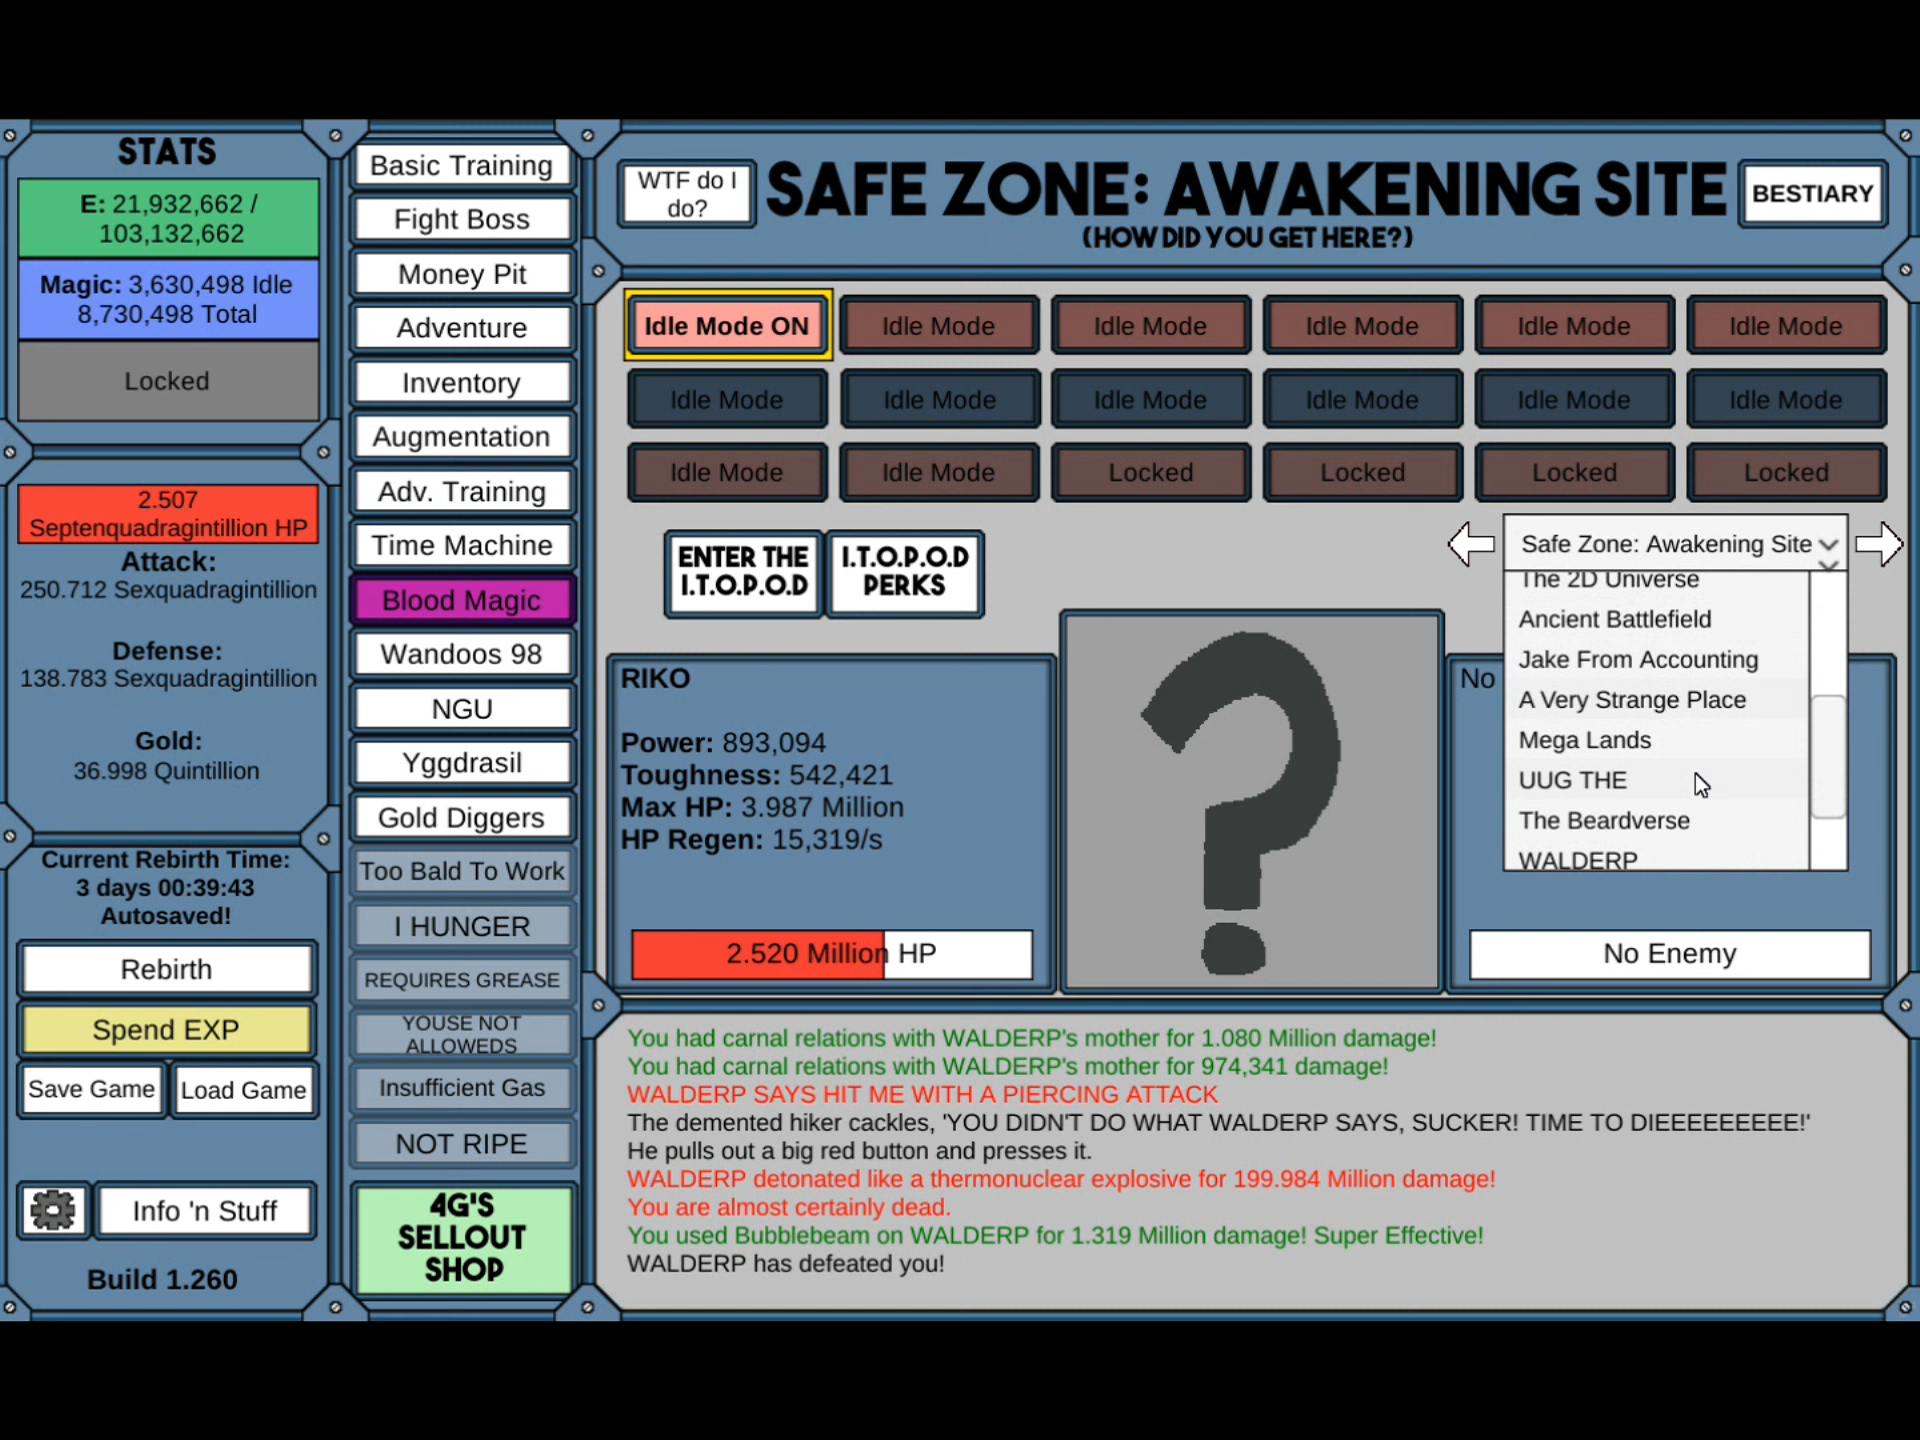 STATS
E: 21,932,662 /
103,132,662
Magic: 3,630,498 Idle
8,730,498 Total
Locked
2.507
Septenquadragintillion HP
Attack:
250.712 Sexquadragintillion
Defense:
138.783 Sexquadragintillion
Gold:
36.998 Quintillion
Current Rebirth Time:
3 days 00:39:43
Autosaved!
Rebirth
Spend EXP
Save Game
Load Game
Info 'n Stuff
Build 1.260
Basic Training
Fight Boss
Money Pit
Adventure
Inventory
Augmentation
Adv. Training
Time Machine
Blood Magic
Wandoos 98
NGU
Yggdrasil
Gold Diggers
Too Bald To Work
I HUNGER
REQUIRES GREASE
YOUSE NOT
ALLOWEDS
Insufficient Gas
NOT RIPE
4G'S
SELLOUT
SHOP
WTF do I
do?
SAFE ZONE: AWAKENING SITE
(HOW DID YOU GET HERE?)
BESTIARY
Idle Mode ON
Idle Mode
Idle Mode
Idle Mode
Idle Mode
Idle Mode
Idle Mode
Idle Mode
Idle Mode
Idle Mode
Idle Mode
Idle Mode
Idle Mode
Idle Mode
Locked
Locked
Locked
Locked
ENTER THE
I.T.O.P.O.D
I.T.O.P.O.D
PERKS
Safe Zone: Awakening Site
The 2D Universe
Ancient Battlefield
Jake From Accounting
A Very Strange Place
Mega Lands
UUG THE
The Beardverse
WALDERP
RIKO
Power: 893,094
Toughness: 542,421
Max HP: 3.987 Million
HP Regen: 15,319/s
2.520 Million HP
?
No
No Enemy
You had carnal relations with WALDERP's mother for 1.080 Million damage!
You had carnal relations with WALDERP's mother for 974,341 damage!
WALDERP SAYS HIT ME WITH A PIERCING ATTACK
The demented hiker cackles, 'YOU DIDN'T DO WHAT WALDERP SAYS, SUCKER! TIME TO DIEEEEEEEEE!'
He pulls out a big red button and presses it.
WALDERP detonated like a thermonuclear explosive for 199.984 Million damage!
You are almost certainly dead.
You used Bubblebeam on WALDERP for 1.319 Million damage! Super Effective!
WALDERP has defeated you!